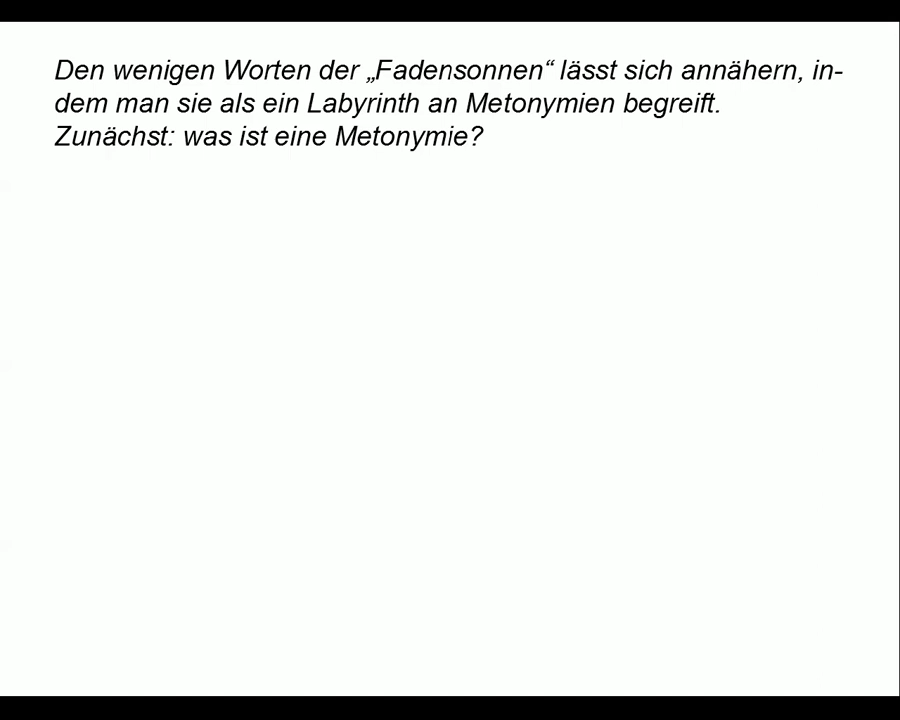 Den wenigen Worten der „Fadensonnen“ lässt sich annähern, in-
dem man sie als ein Labyrinth an Metonymien begreift.
Zunächst: was ist eine Metonymie?